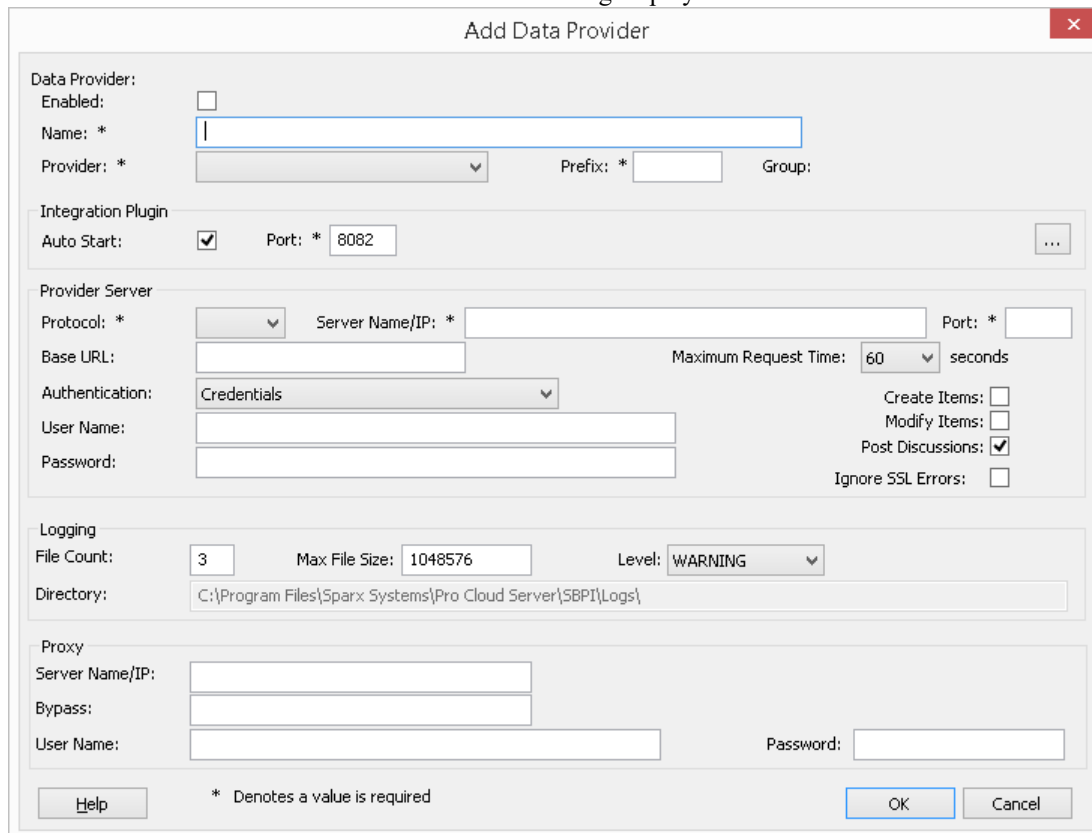 Add Data Provider
Data Provider:
Enabled:
Name: *
Provider: * Prefix: * Group:
Integration Plugin
Auto Start: Port: * 8082 ...
Provider Server
Protocol: * Server Name/IP: * Port: *
Base URL: Maximum Request Time: 60 seconds
Authentication: Credentials Create Items:
Modify Items:
User Name:
Post Discussions:
Password:
Ignore SSL Errors:
Logging
File Count: 3 Max File Size: 1048576 Level: WARNING
Directory: C:\Program Files\Sparx Systems\Pro Cloud Server\SBPI\Logs\
Proxy
Server Name/IP:
Bypass:
User Name: Password:
Help * Denotes a value is required OK Cancel